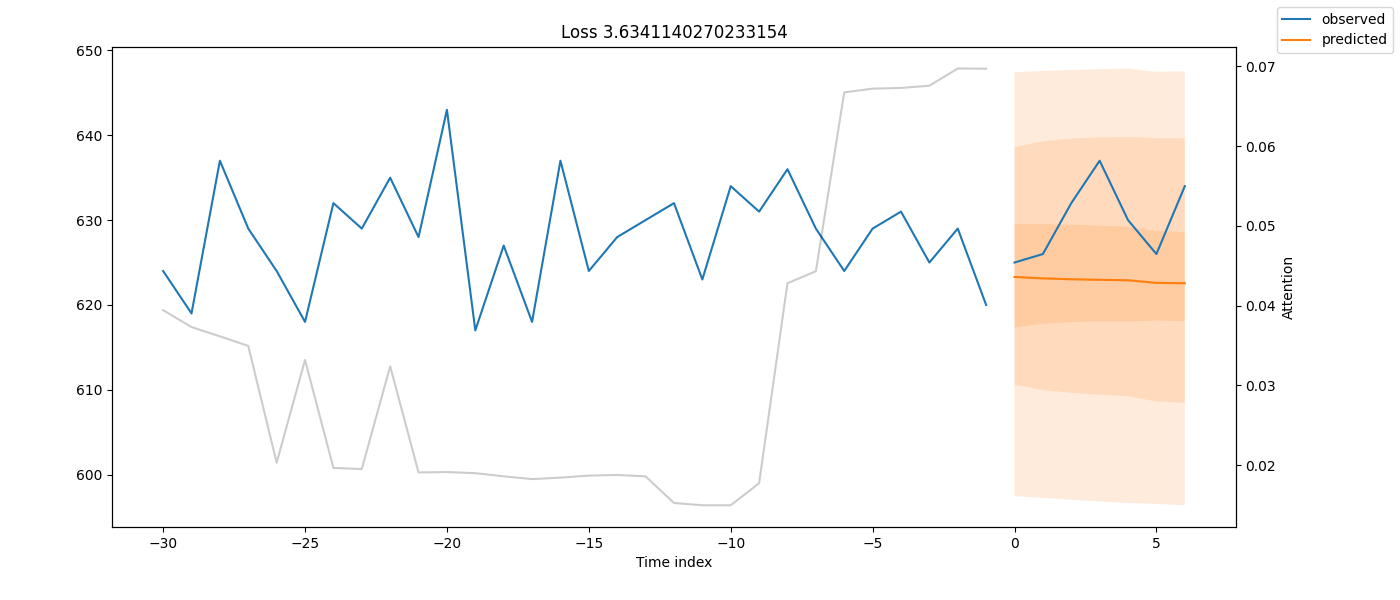 Loss 3.6341140270233154
observed
predicted
650
640
630
620
610
600
0.07
0.06
0.05
0.04
0.03
0.02
Attention
−30 −25 −20 −15 −10 −5 0 5
Time index